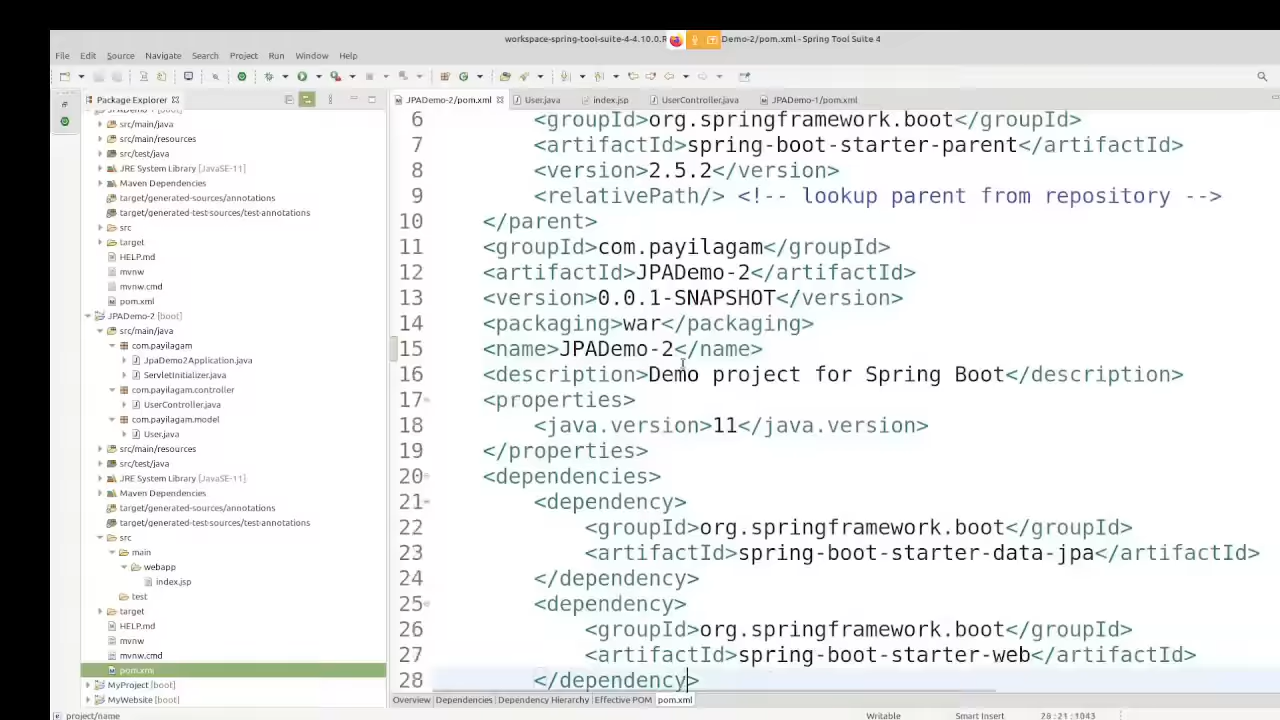 workspace-spring-tool-suite-4-4.10.0.R Demo-2/pom.xml - Spring Tool Suite 4
File Edit Source Navigate Search Project Run Window Help
Package Explorer
JPADemo-2/pom.xml User.java index.jsp UserController.java JPADemo-1/pom.xml
JPADemo-1 [boot]
src/main/java
src/main/resources
src/test/java
JRE System Library [JavaSE-11]
Maven Dependencies
target/generated-sources/annotations
target/generated-test-sources/test-annotations
src
target
HELP.md
mvnw
mvnw.cmd
pom.xml
JPADemo-2 [boot]
src/main/java
com.payilagam
JpaDemo2Application.java
ServletInitializer.java
com.payilagam.controller
UserController.java
com.payilagam.model
User.java
src/main/resources
src/test/java
JRE System Library [JavaSE-11]
Maven Dependencies
target/generated-sources/annotations
target/generated-test-sources/test-annotations
src
main
webapp
index.jsp
test
target
HELP.md
mvnw
mvnw.cmd
pom.xml
MyProject [boot]
MyWebsite [boot]
6 <groupId>org.springframework.boot</groupId>
7 <artifactId>spring-boot-starter-parent</artifactId>
8 <version>2.5.2</version>
9 <relativePath/> <!-- lookup parent from repository -->
10 </parent>
11 <groupId>com.payilagam</groupId>
12 <artifactId>JPADemo-2</artifactId>
13 <version>0.0.1-SNAPSHOT</version>
14 <packaging>war</packaging>
15 <name>JPADemo-2</name>
16 <description>Demo project for Spring Boot</description>
17 <properties>
18 <java.version>11</java.version>
19 </properties>
20 <dependencies>
21 <dependency>
22 <groupId>org.springframework.boot</groupId>
23 <artifactId>spring-boot-starter-data-jpa</artifactId>
24 </dependency>
25 <dependency>
26 <groupId>org.springframework.boot</groupId>
27 <artifactId>spring-boot-starter-web</artifactId>
28 </dependency>
Overview Dependencies Dependency Hierarchy Effective POM pom.xml
project/name Writable Smart Insert 28:21:1043